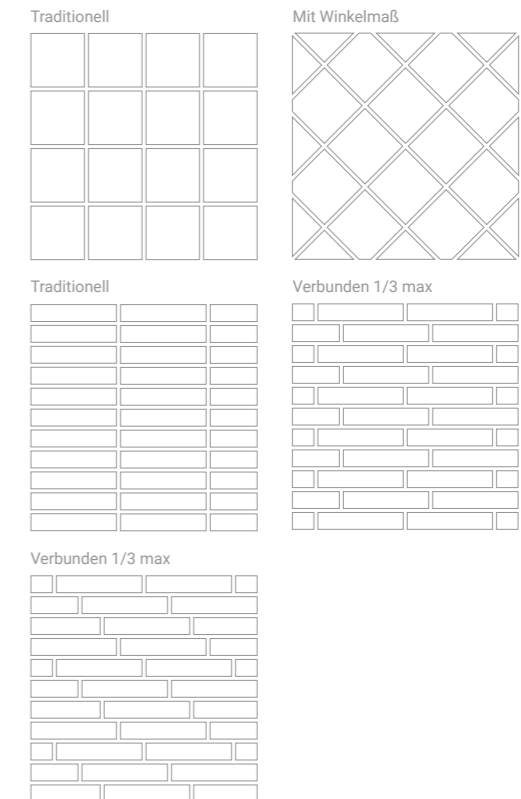 Traditionell
Mit Winkelmaß
Traditionell
Verbunden 1/3 max
Verbunden 1/3 max